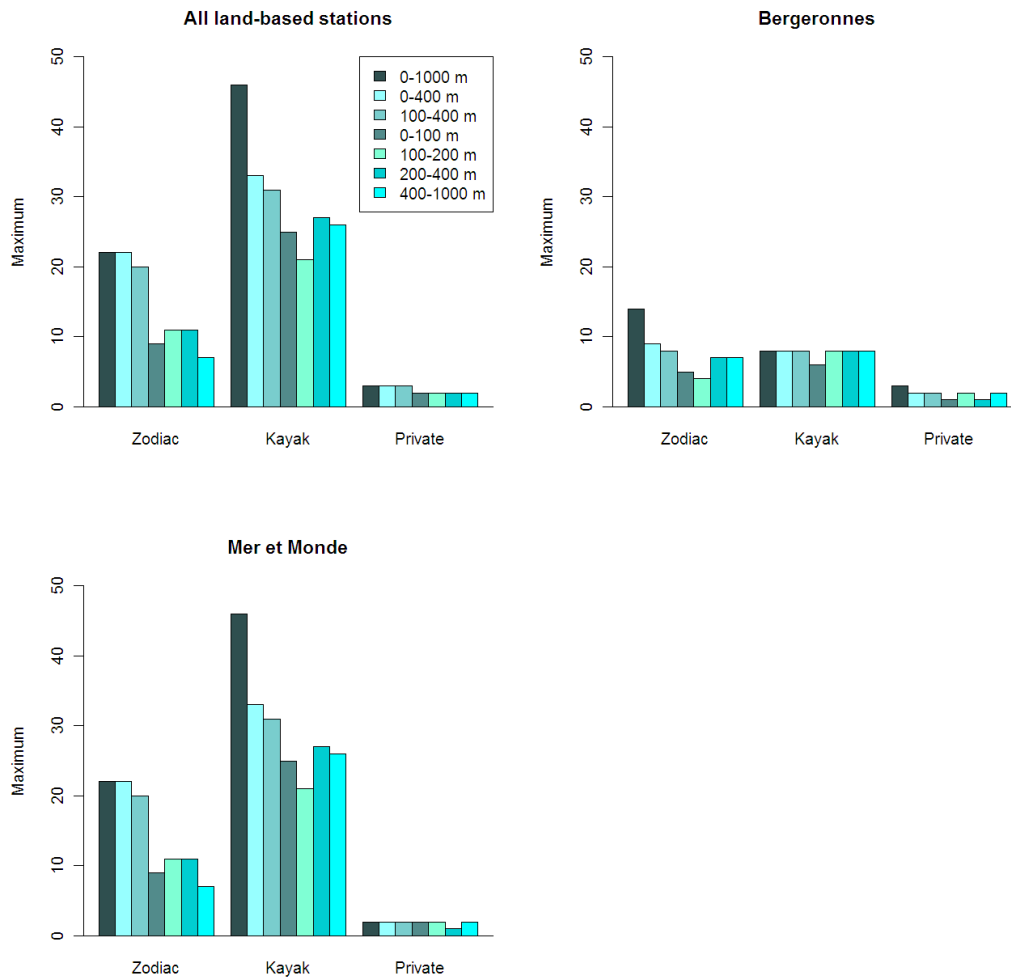 All land-based stations
Maximum
50
40
30
20
10
0
0-1000 m
0-400 m
100-400 m
0-100 m
100-200 m
200-400 m
400-1000 m
Zodiac Kayak Private
Bergeronnes
Maximum
50
40
30
20
10
0
Zodiac Kayak Private
Mer et Monde
Maximum
50
40
30
20
10
0
Zodiac Kayak Private